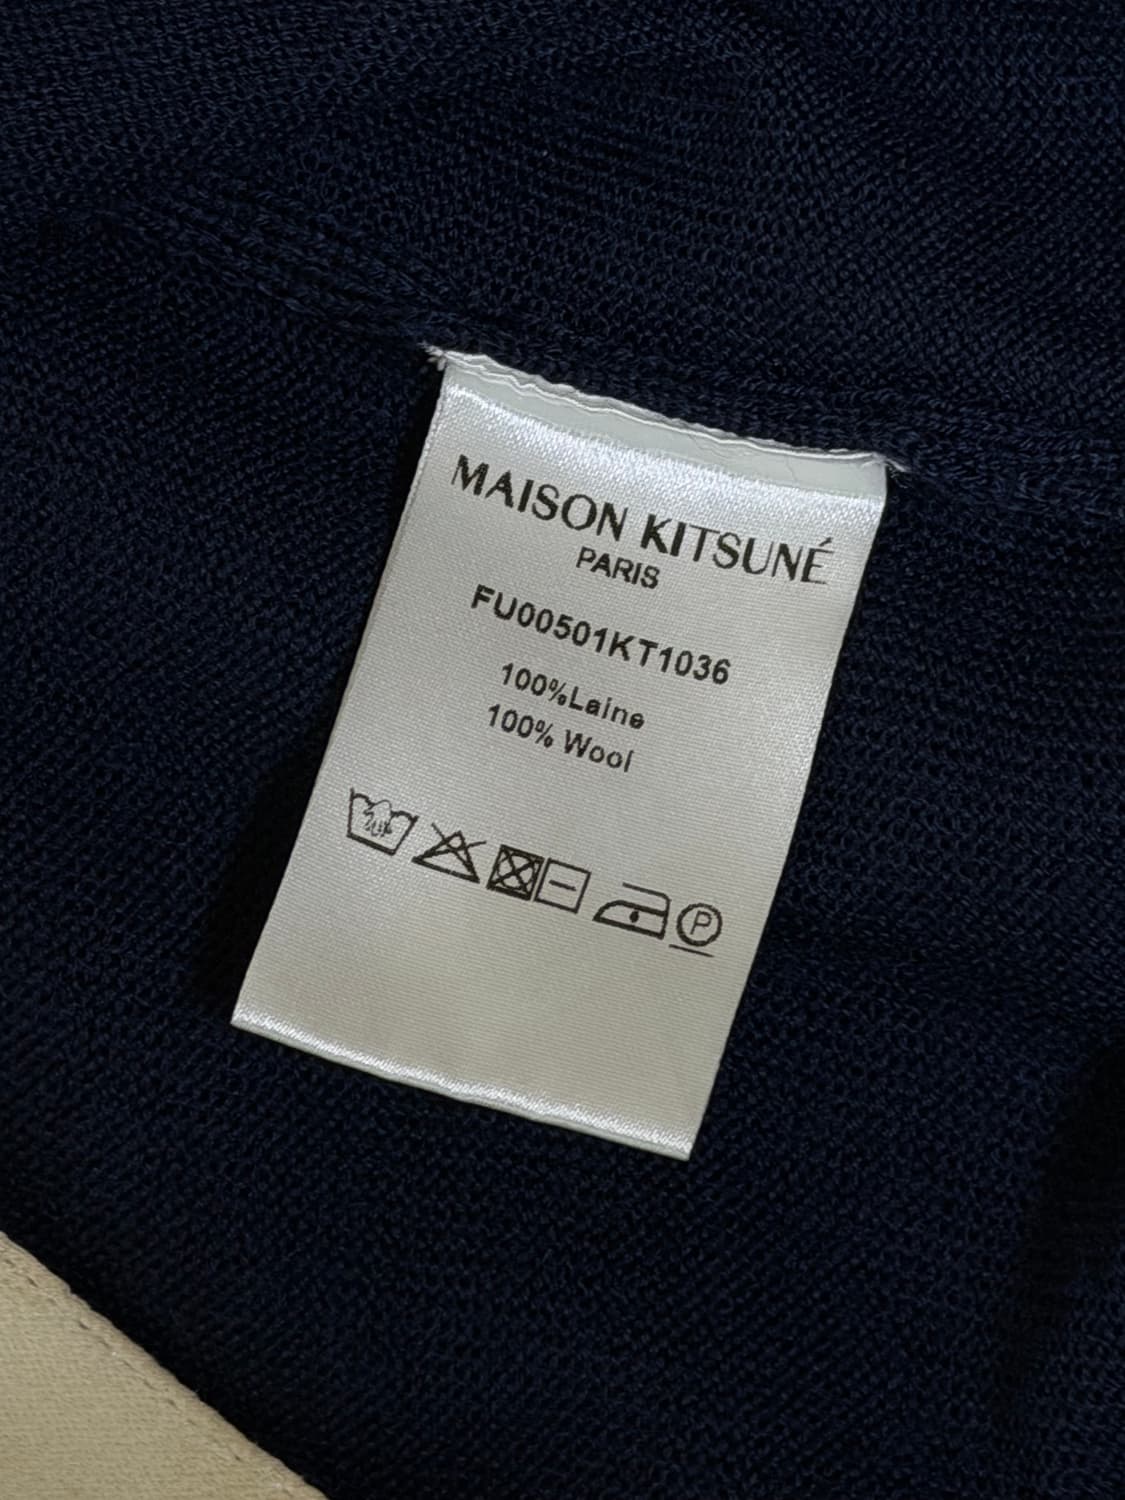 MAISON KITSUNÉ
PARIS
FU00501KT1036
100%Laine
100% Wool
P